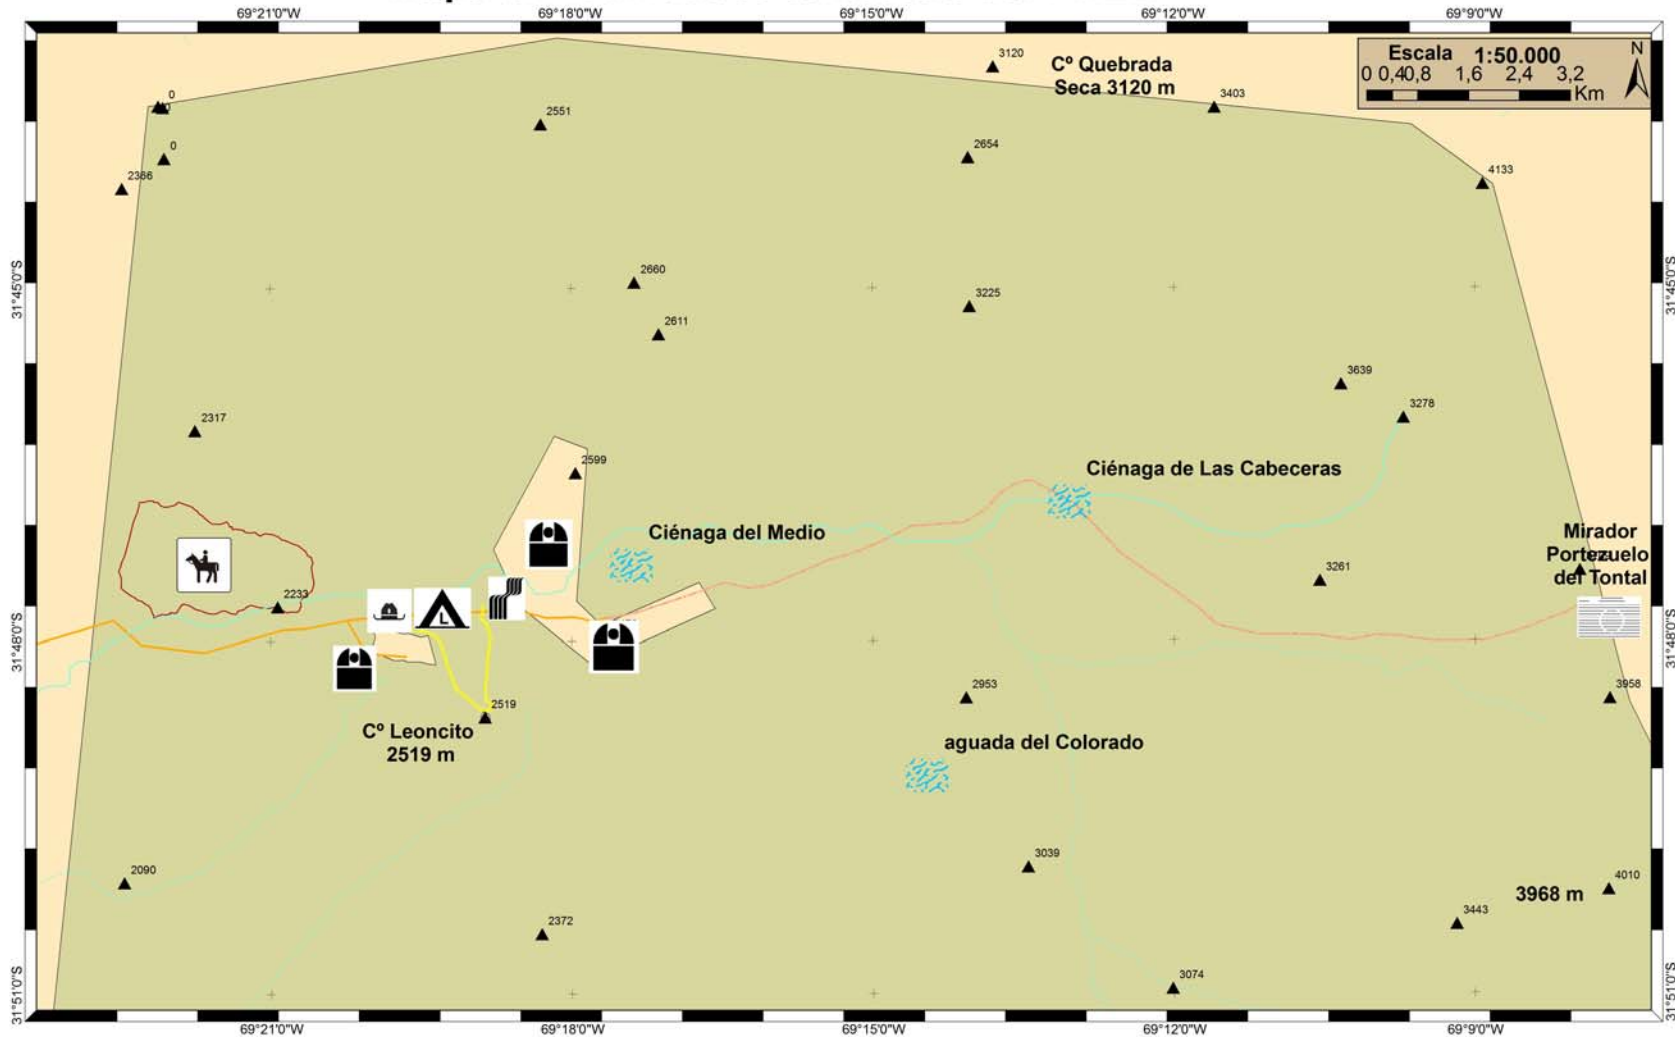 69°21'0"W 69°18'0"W 69°15'0"W 69°12'0"W 69°9'0"W
Escala 1:50.000
N
0 0,4 0,8 1,6 2,4 3,2
Km
3120
Cº Quebrada
Seca 3120 m
0
3403
2551
0
2654
4133
2366
31°45'0"S
31°45'0"S
2660
3225
2611
3639
3278
2317
2599
Ciénaga de Las Cabeceras
Ciénaga del Medio
Mirador
Portezuelo
del Tontal
3261
2233
L
31°48'0"S
31°48'0"S
2953
3958
2519
Cº Leoncito
2519 m
aguada del Colorado
3039
2090
4010
3968 m
3443
2372
3074
31°51'0"S
31°51'0"S
69°21'0"W 69°18'0"W 69°15'0"W 69°12'0"W 69°9'0"W